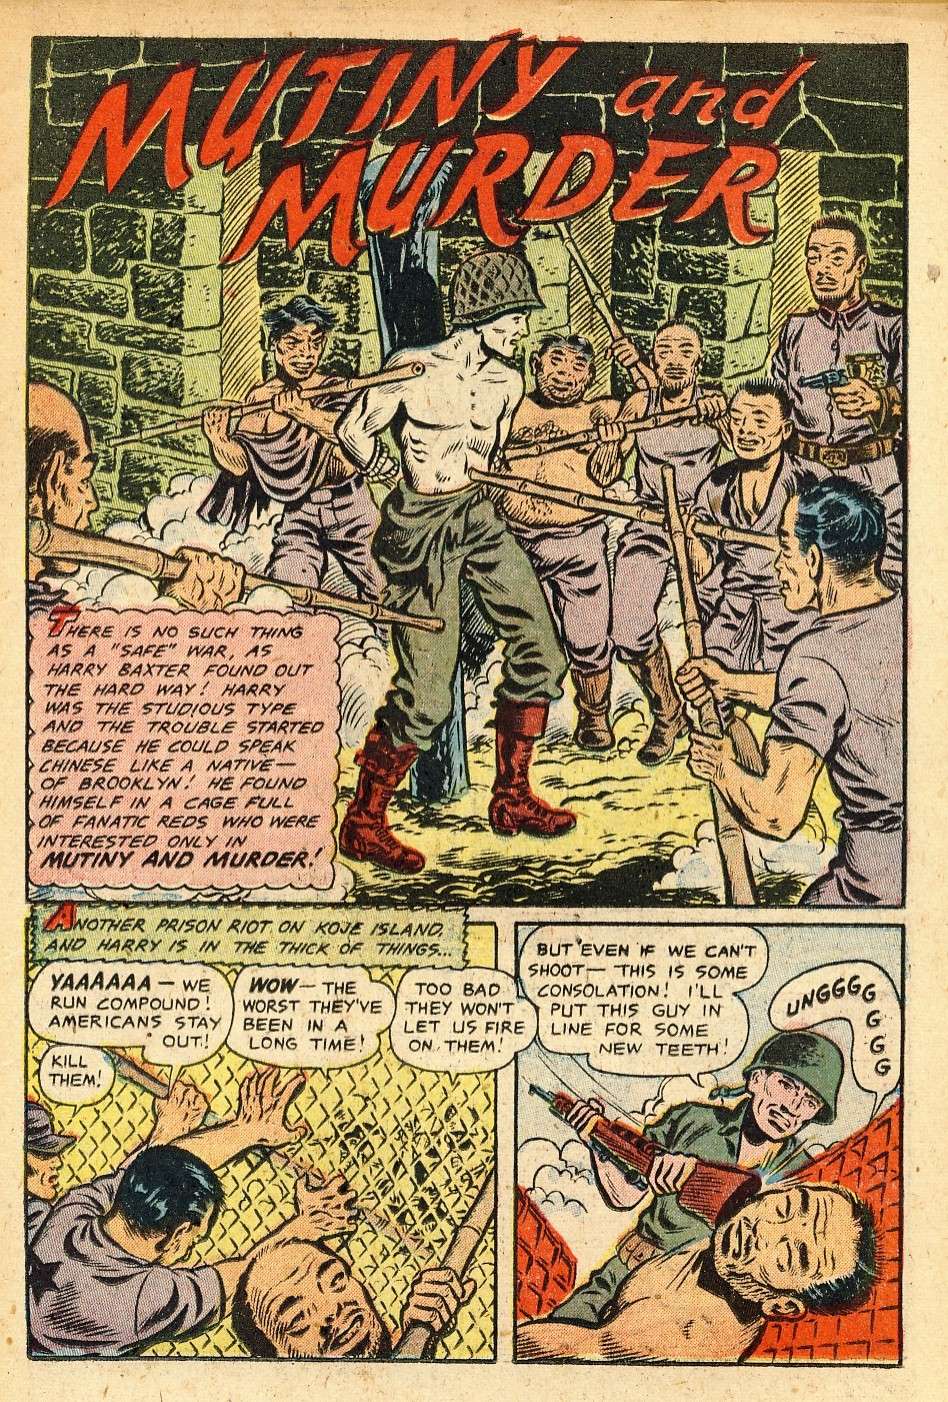 MUTINY and
MURDER
THERE IS NO SUCH THING
AS A "SAFE" WAR, AS
HARRY BAXTER FOUND OUT
THE HARD WAY! HARRY
WAS THE STUDIOUS TYPE
AND THE TROUBLE STARTED
BECAUSE HE COULD SPEAK
CHINESE LIKE A NATIVE—
OF BROOKLYN! HE FOUND
HIMSELF IN A CAGE FULL
OF FANATIC REDS WHO WERE
INTERESTED ONLY IN
MUTINY AND MURDER!
ANOTHER PRISON RIOT ON KOJE ISLAND,
AND HARRY IS IN THE THICK OF THINGS...
YAAAAAA — WE
RUN COMPOUND!
AMERICANS STAY
OUT!
KILL
THEM!
WOW — THE
WORST THEY'VE
BEEN IN A
LONG TIME!
TOO BAD
THEY WON'T
LET US FIRE
ON THEM!
BUT EVEN IF WE CAN'T
SHOOT — THIS IS SOME
CONSOLATION! I'LL
PUT THIS GUY IN
LINE FOR SOME
NEW TEETH!
UNGGGG
G
G
G